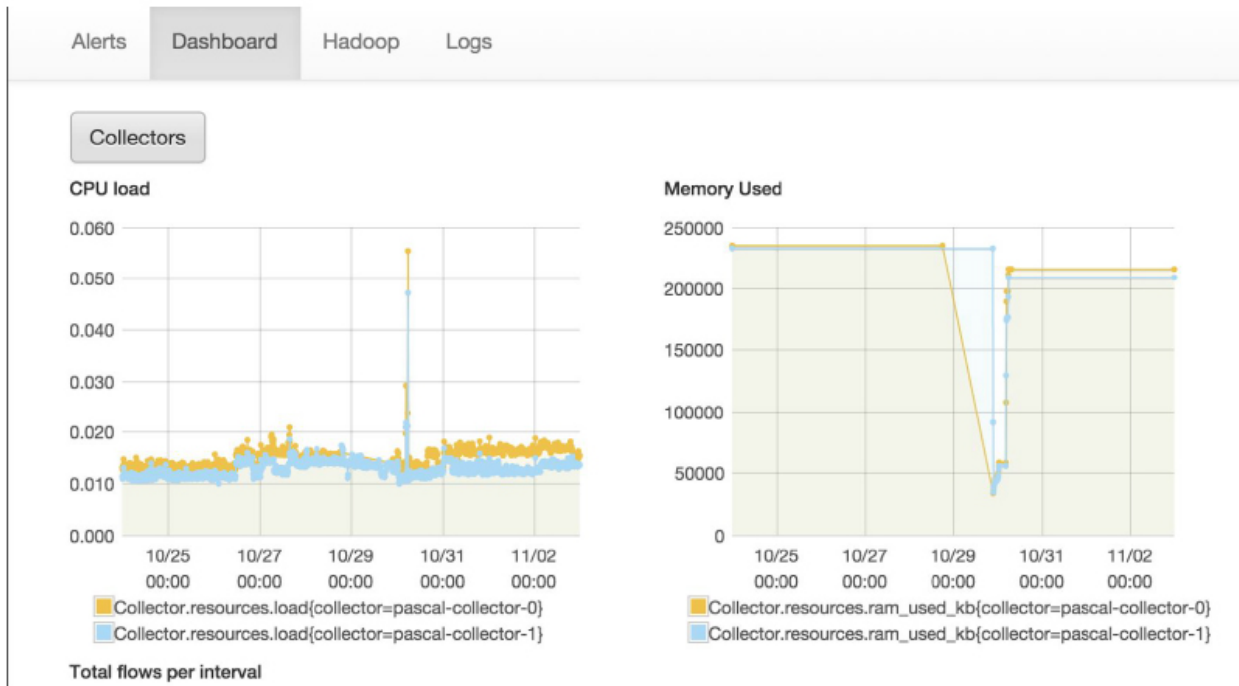 Alerts Dashboard Hadoop Logs
Collectors
CPU load
0.060
0.050
0.040
0.030
0.020
0.010
0.000
10/25 10/27 10/29 10/31 11/02
00:00 00:00 00:00 00:00 00:00
Collector.resources.load{collector=pascal-collector-0}
Collector.resources.load{collector=pascal-collector-1}
Memory Used
250000
200000
150000
100000
50000
0
10/25 10/27 10/29 10/31 11/02
00:00 00:00 00:00 00:00 00:00
Collector.resources.ram_used_kb{collector=pascal-collector-0}
Collector.resources.ram_used_kb{collector=pascal-collector-1}
Total flows per interval